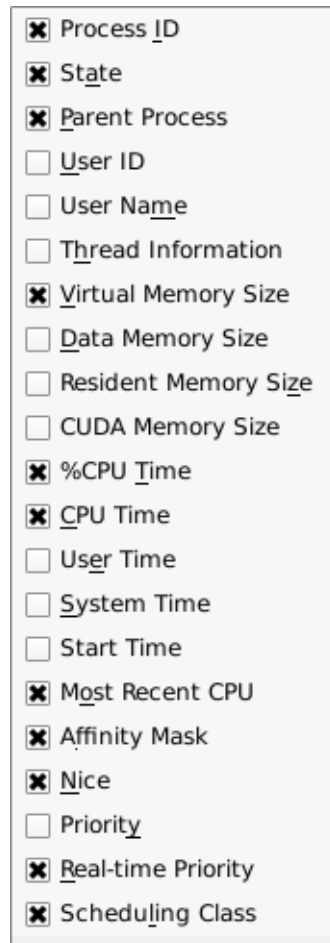 Process ID
State
Parent Process
User ID
User Name
Thread Information
Virtual Memory Size
Data Memory Size
Resident Memory Size
CUDA Memory Size
%CPU Time
CPU Time
User Time
System Time
Start Time
Most Recent CPU
Affinity Mask
Nice
Priority
Real-time Priority
Scheduling Class